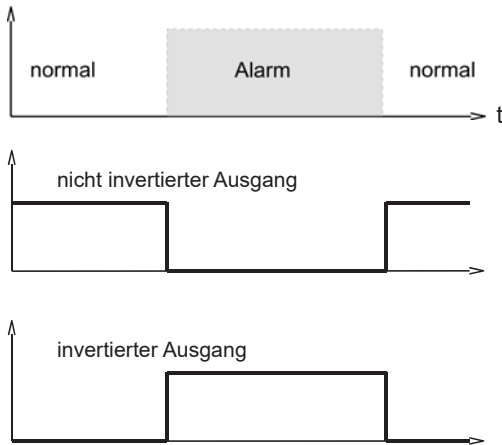 normal Alarm normal
t
nicht invertierter Ausgang
invertierter Ausgang